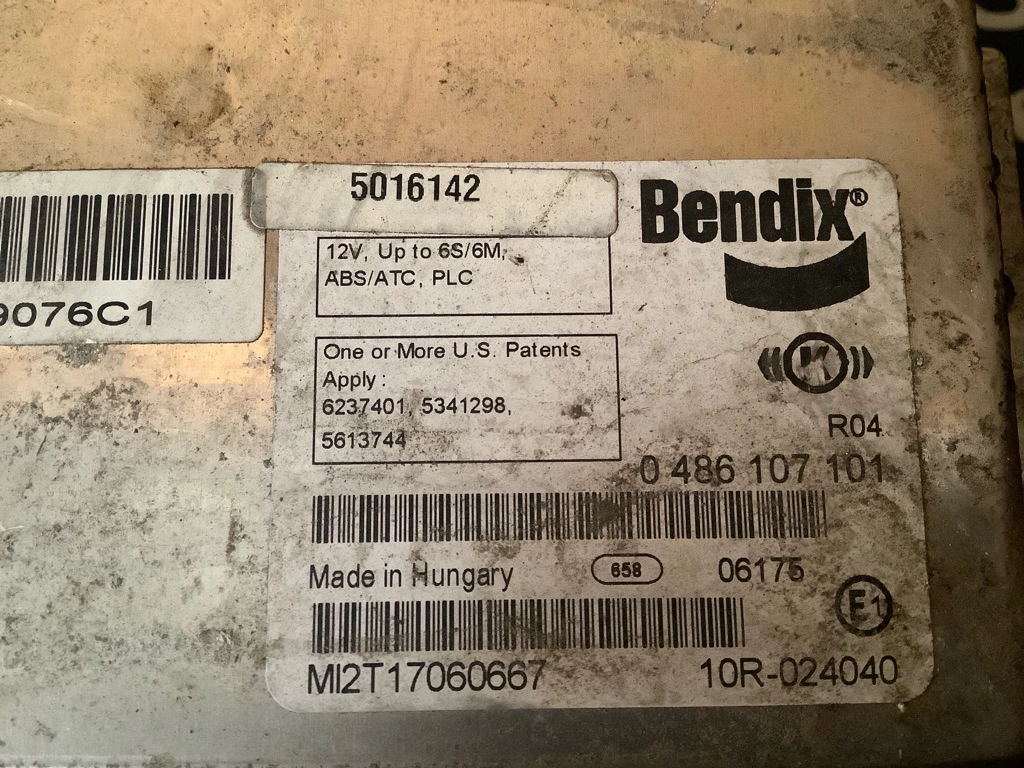 9076C1
5016142
Bendix®
12V, Up to 6S/6M,
ABS/ATC, PLC
One or More U.S. Patents
Apply :
6237401, 5341298,
5613744
K
R04
0 486 107 101
Made in Hungary
658
06175
E1
MI2T17060667
10R-024040